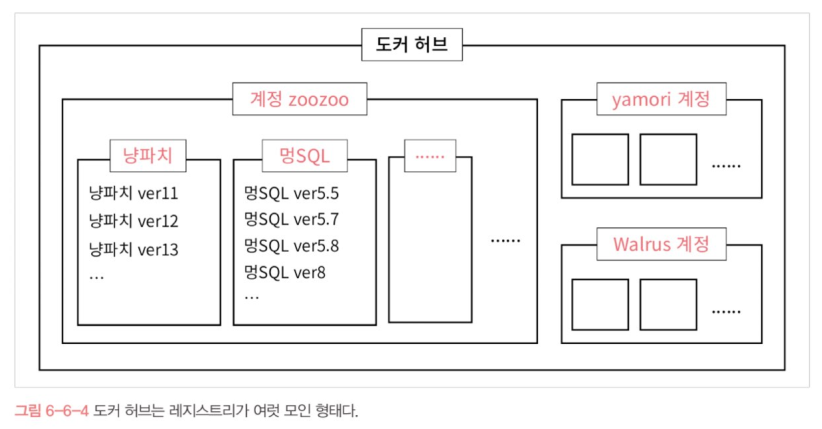 도커 허브
계정 zoozoo
냥파치
냥파치 ver11
냥파치 ver12
냥파치 ver13
...
멍SQL
멍SQL ver5.5
멍SQL ver5.7
멍SQL ver5.8
멍SQL ver8
...
......
......
yamori 계정
......
Walrus 계정
......
그림 6-6-4 도커 허브는 레지스트리가 여럿 모인 형태다.